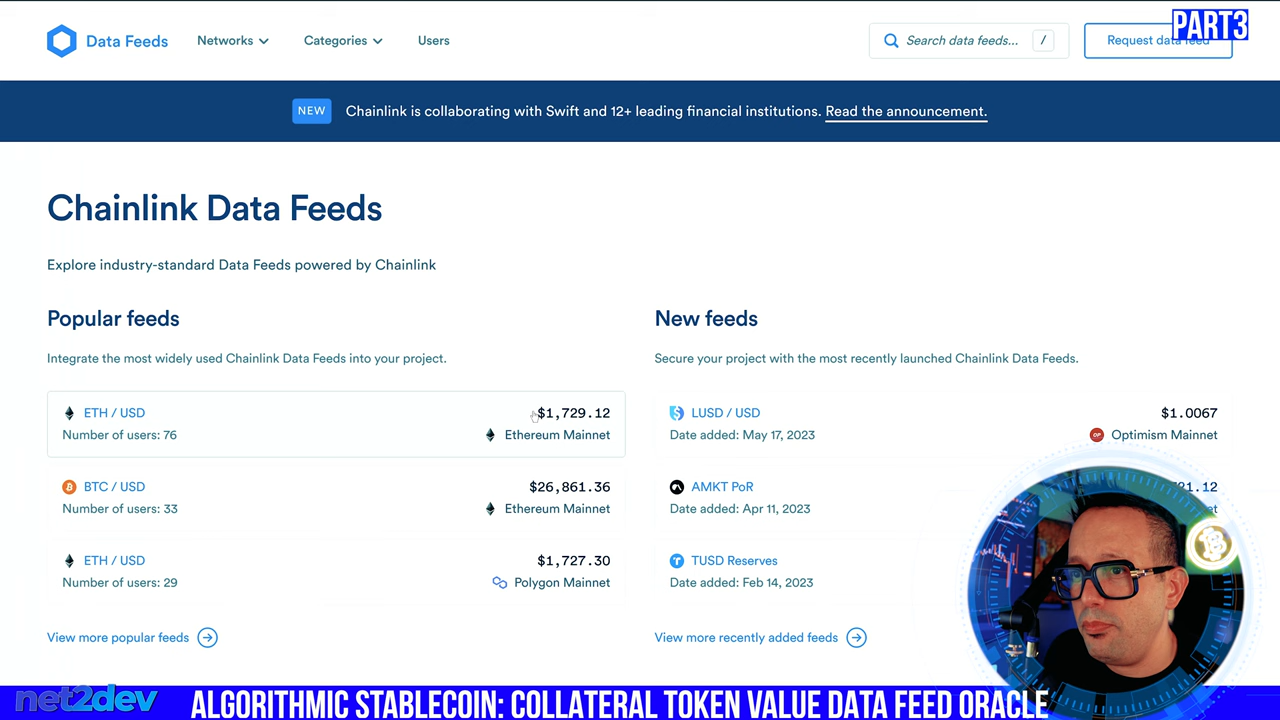 Data Feeds
Networks
Categories
Users
Search data feeds...
/
Request data feed
PART3
NEW
Chainlink is collaborating with Swift and 12+ leading financial institutions. Read the announcement.
Chainlink Data Feeds
Explore industry-standard Data Feeds powered by Chainlink
Popular feeds
Integrate the most widely used Chainlink Data Feeds into your project.
ETH / USD
$1,729.12
Number of users: 76
Ethereum Mainnet
BTC / USD
$26,861.36
Number of users: 33
Ethereum Mainnet
ETH / USD
$1,727.30
Number of users: 29
Polygon Mainnet
View more popular feeds
New feeds
Secure your project with the most recently launched Chainlink Data Feeds.
LUSD / USD
$1.0067
Date added: May 17, 2023
OP
Optimism Mainnet
AMKT PoR
Date added: Apr 11, 2023
TUSD Reserves
Date added: Feb 14, 2023
View more recently added feeds
net2dev
ALGORITHMIC STABLECOIN: COLLATERAL TOKEN VALUE DATA FEED ORACLE